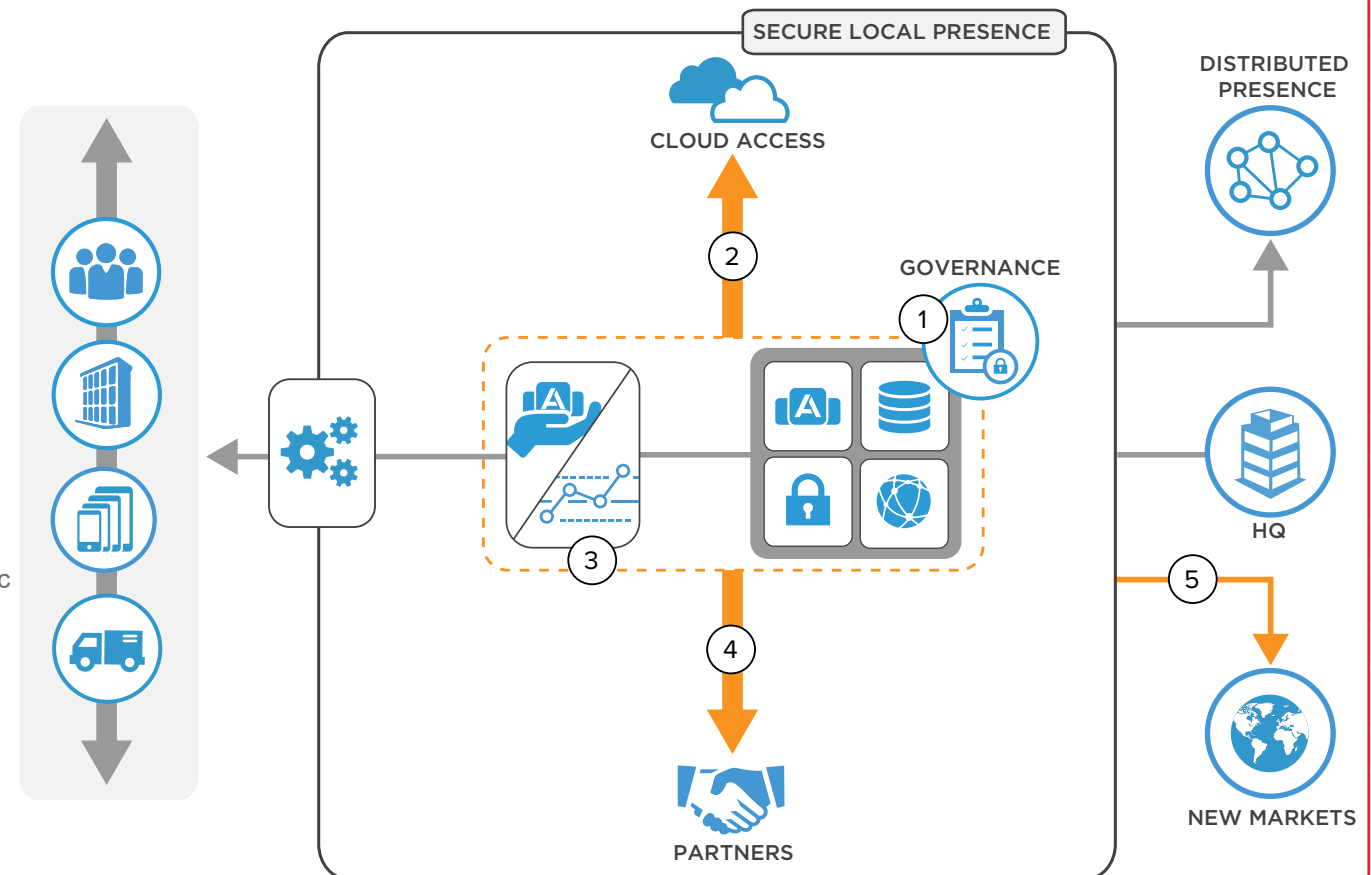 SECURE LOCAL PRESENCE
DISTRIBUTED
PRESENCE
CLOUD ACCESS
2
GOVERNANCE
1
A
A
3
HQ
C
5
4
NEW MARKETS
PARTNERS